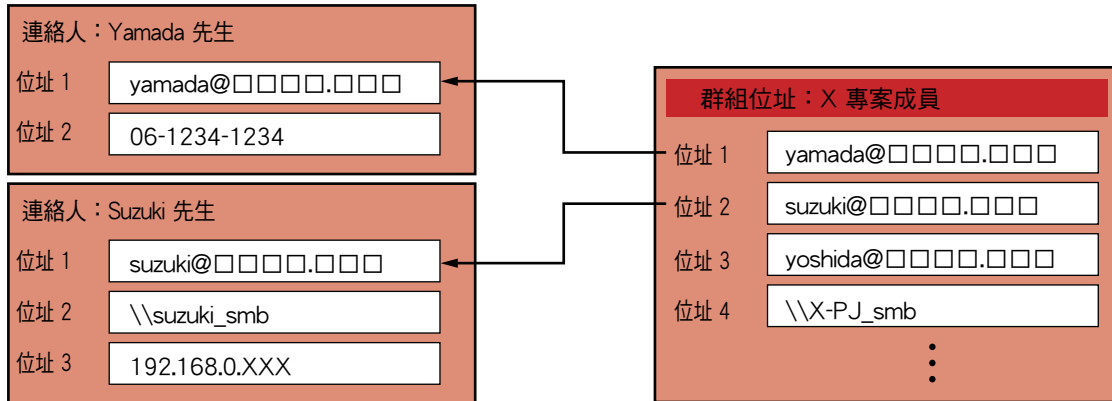 連絡人：Yamada 先生
位址 1 yamada@□□□□.□□□
位址 2 06-1234-1234
連絡人：Suzuki 先生
位址 1 suzuki@□□□□.□□□
位址 2 \\suzuki_smb
位址 3 192.168.0.XXX
群組位址：X 專案成員
位址 1 yamada@□□□□.□□□
位址 2 suzuki@□□□□.□□□
位址 3 yoshida@□□□□.□□□
位址 4 \\X-PJ_smb